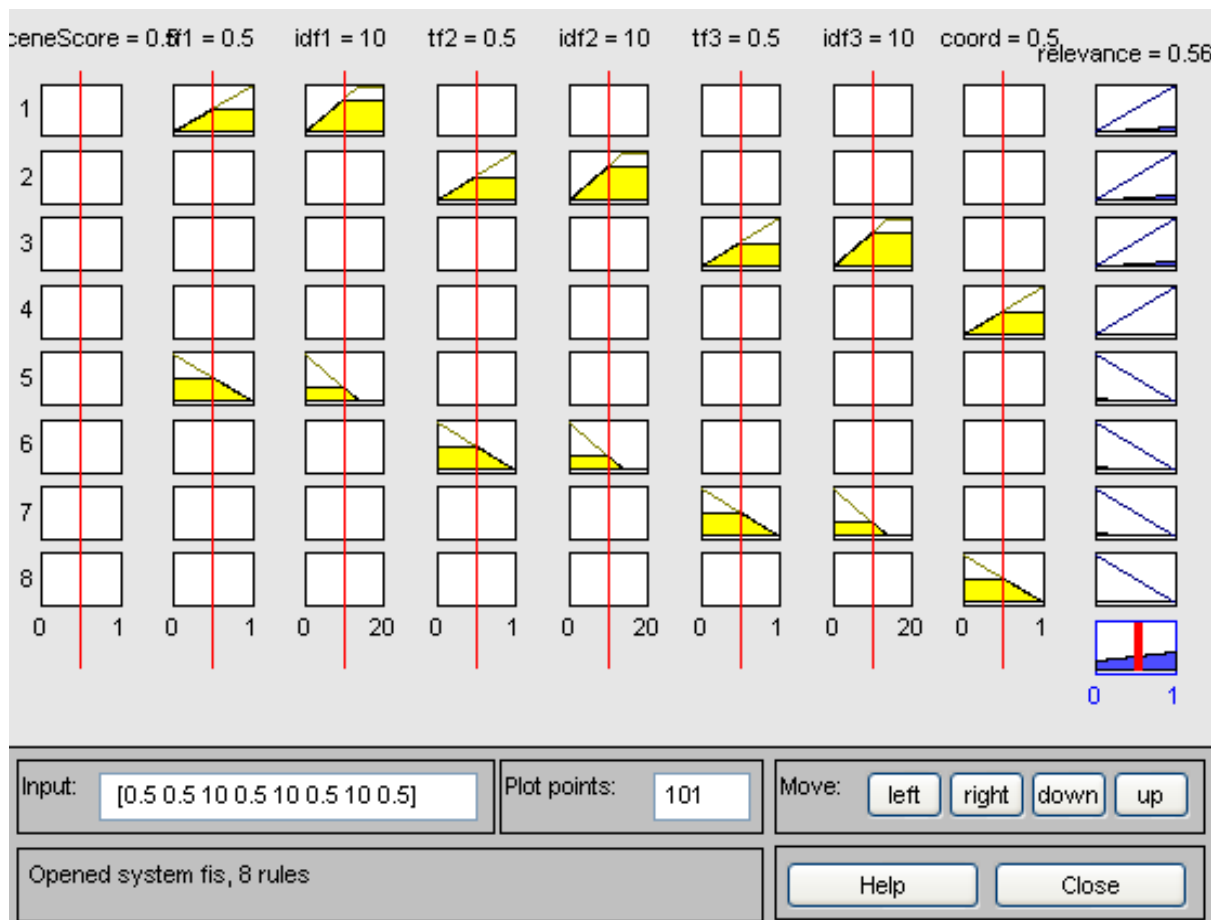 ceneScore = 0.5 tf1 = 0.5 idf1 = 10 tf2 = 0.5 idf2 = 10 tf3 = 0.5 idf3 = 10 coord = 0.5
relevance = 0.56
1
2
3
4
5
6
7
8
0 1 0 1 0 20 0 1 0 20 0 1 0 20 0 1
0 1
Input: [0.5 0.5 10 0.5 10 0.5 10 0.5] Plot points: 101 Move: left right down up
Opened system fis, 8 rules Help Close